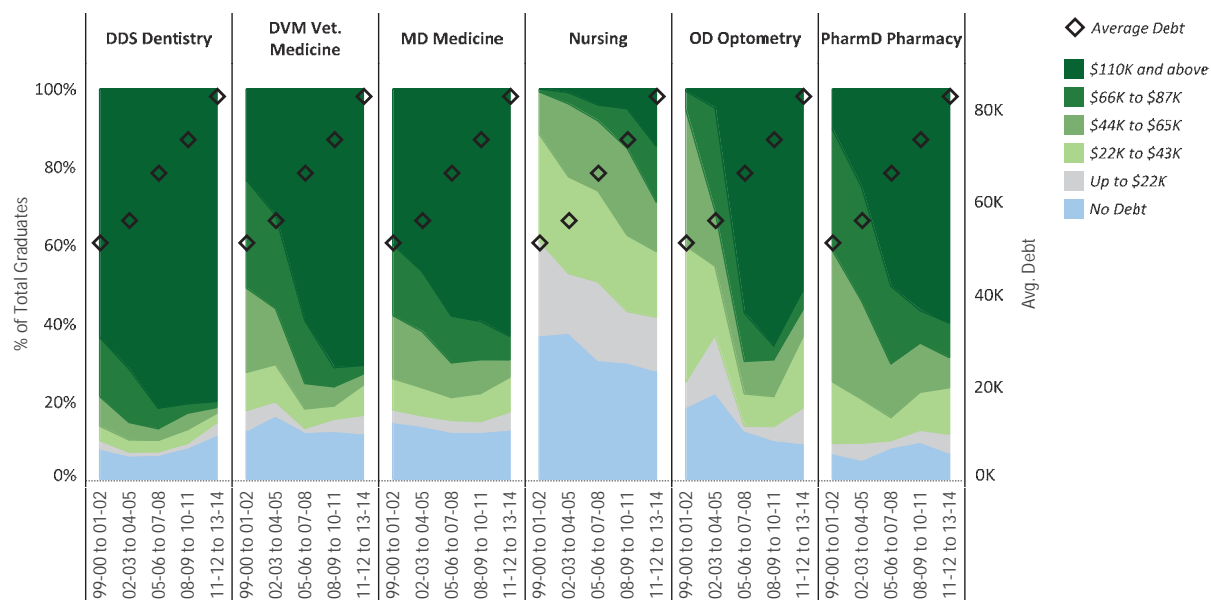 DDS Dentistry
DVM Vet.
Medicine
MD Medicine
Nursing
OD Optometry
PharmD Pharmacy
Average Debt
$110K and above
$66K to $87K
$44K to $65K
$22K to $43K
Up to $22K
No Debt
% of Total Graduates
100%
80%
60%
40%
20%
0%
80K
60K
40K
20K
0K
Avg. Debt
99-00 to 01-02
02-03 to 04-05
05-06 to 07-08
08-09 to 10-11
11-12 to 13-14
99-00 to 01-02
02-03 to 04-05
05-06 to 07-08
08-09 to 10-11
11-12 to 13-14
99-00 to 01-02
02-03 to 04-05
05-06 to 07-08
08-09 to 10-11
11-12 to 13-14
99-00 to 01-02
02-03 to 04-05
05-06 to 07-08
08-09 to 10-11
11-12 to 13-14
99-00 to 01-02
02-03 to 04-05
05-06 to 07-08
08-09 to 10-11
11-12 to 13-14
99-00 to 01-02
02-03 to 04-05
05-06 to 07-08
08-09 to 10-11
11-12 to 13-14